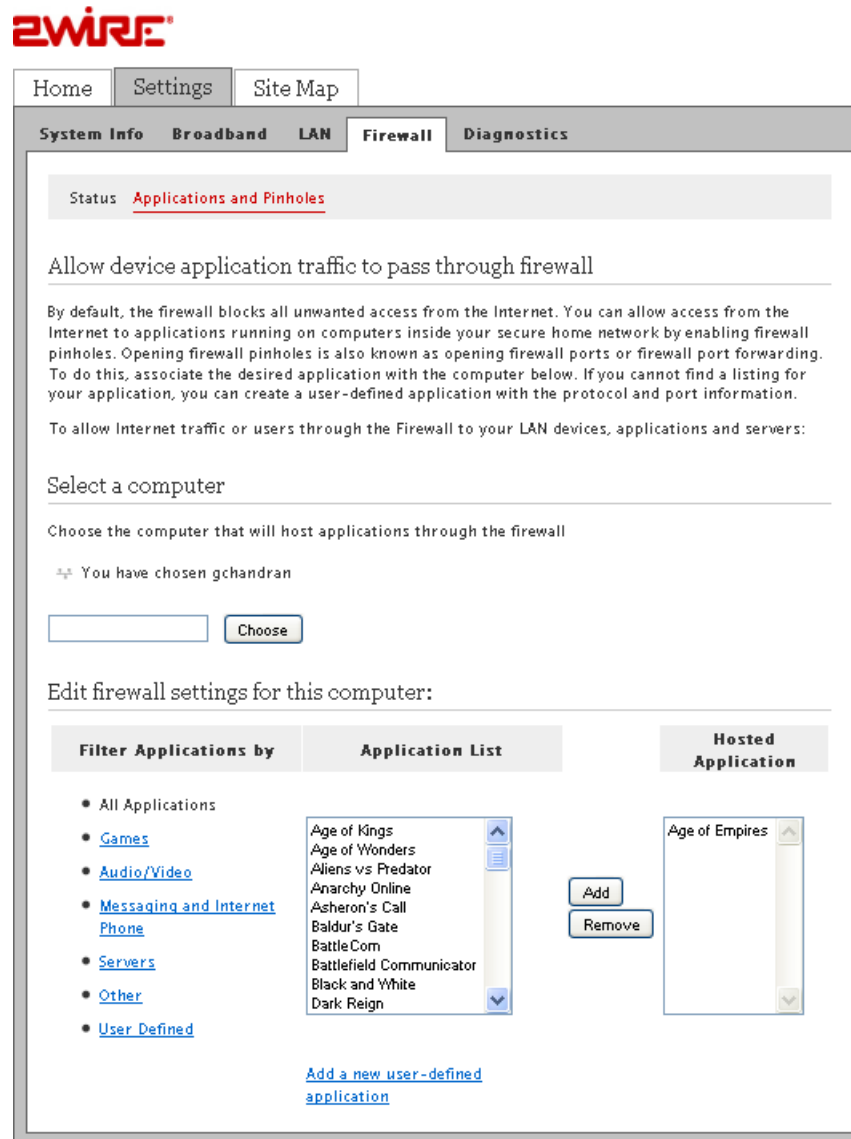 2WIRE
Home Settings Site Map
System Info Broadband LAN Firewall Diagnostics
Status Applications and Pinholes
Allow device application traffic to pass through firewall
By default, the firewall blocks all unwanted access from the Internet. You can allow access from the
Internet to applications running on computers inside your secure home network by enabling firewall
pinholes. Opening firewall pinholes is also known as opening firewall ports or firewall port forwarding.
To do this, associate the desired application with the computer below. If you cannot find a listing for
your application, you can create a user-defined application with the protocol and port information.
To allow Internet traffic or users through the Firewall to your LAN devices, applications and servers:
Select a computer
Choose the computer that will host applications through the firewall
You have chosen gchandran
Choose
Edit firewall settings for this computer:
Filter Applications by
All Applications
Games
Audio/Video
Messaging and Internet
Phone
Servers
Other
User Defined
Application List
Age of Kings
Age of Wonders
Aliens vs Predator
Anarchy Online
Asheron's Call
Baldur's Gate
BattleCom
Battlefield Communicator
Black and White
Dark Reign
Add a new user-defined
application
Add
Remove
Hosted
Application
Age of Empires